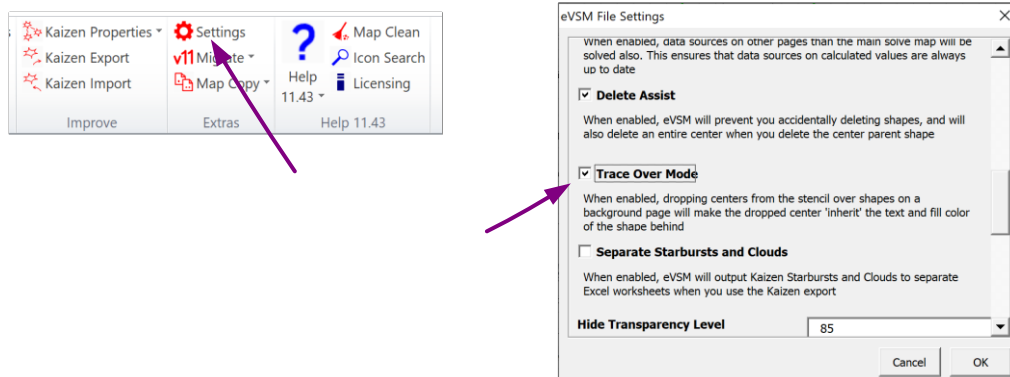 Kaizen Properties
Kaizen Export
Kaizen Import
Improve
Settings
v11 Migrate
Map Copy
Extras
?
Help
11.43
Map Clean
Icon Search
Licensing
Help 11.43
eVSM File Settings
When enabled, data sources on other pages than the main solve map will be
solved also. This ensures that data sources on calculated values are always
up to date
Delete Assist
When enabled, eVSM will prevent you accidentally deleting shapes, and will
also delete an entire center when you delete the center parent shape
Trace Over Mode
When enabled, dropping centers from the stencil over shapes on a
background page will make the dropped center 'inherit' the text and fill color
of the shape behind
Separate Starbursts and Clouds
When enabled, eVSM will output Kaizen Starbursts and Clouds to separate
Excel worksheets when you use the Kaizen export
Hide Transparency Level
85
Cancel
OK